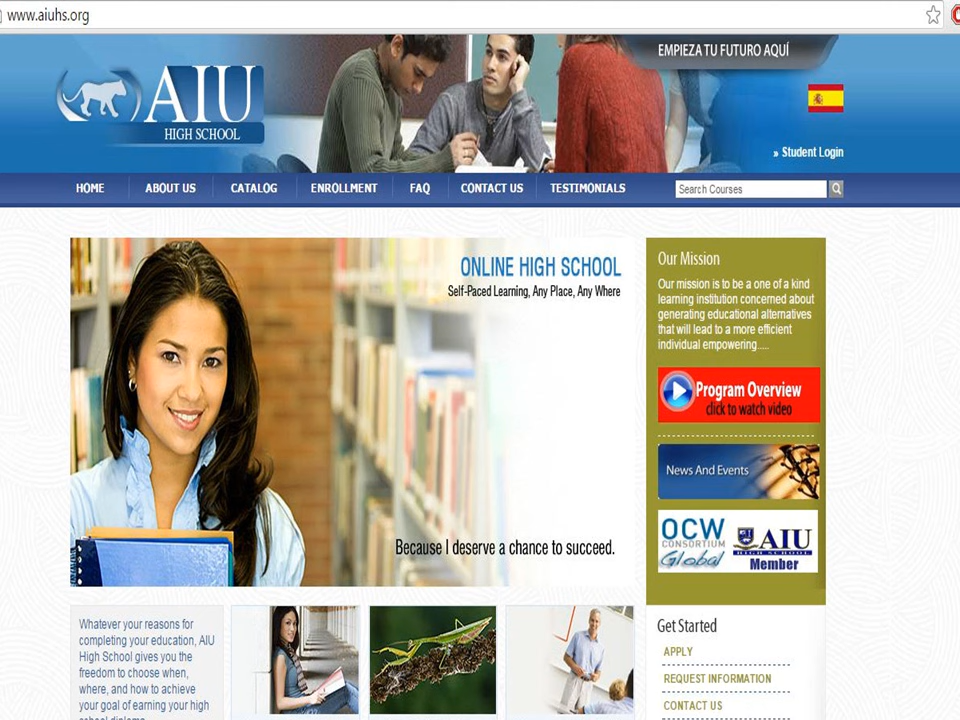 www.aiuhs.org
EMPIEZA TU FUTURO AQUÍ
AIU
HIGH SCHOOL
» Student Login
HOME ABOUT US CATALOG ENROLLMENT FAQ CONTACT US TESTIMONIALS
Search Courses
ONLINE HIGH SCHOOL
Self-Paced Learning, Any Place, Any Where
Because I deserve a chance to succeed.
Our Mission
Our mission is to be a one of a kind
learning institution concerned about
generating educational alternatives
that will lead to a more efficient
individual empowering.....
Program Overview
click to watch video
News And Events
OCW
CONSORTIUM
Global
AIU
HIGH SCHOOL
Member
Whatever your reasons for
completing your education, AIU
High School gives you the
freedom to choose when,
where, and how to achieve
your goal of earning your high
school diploma
Get Started
APPLY
REQUEST INFORMATION
CONTACT US